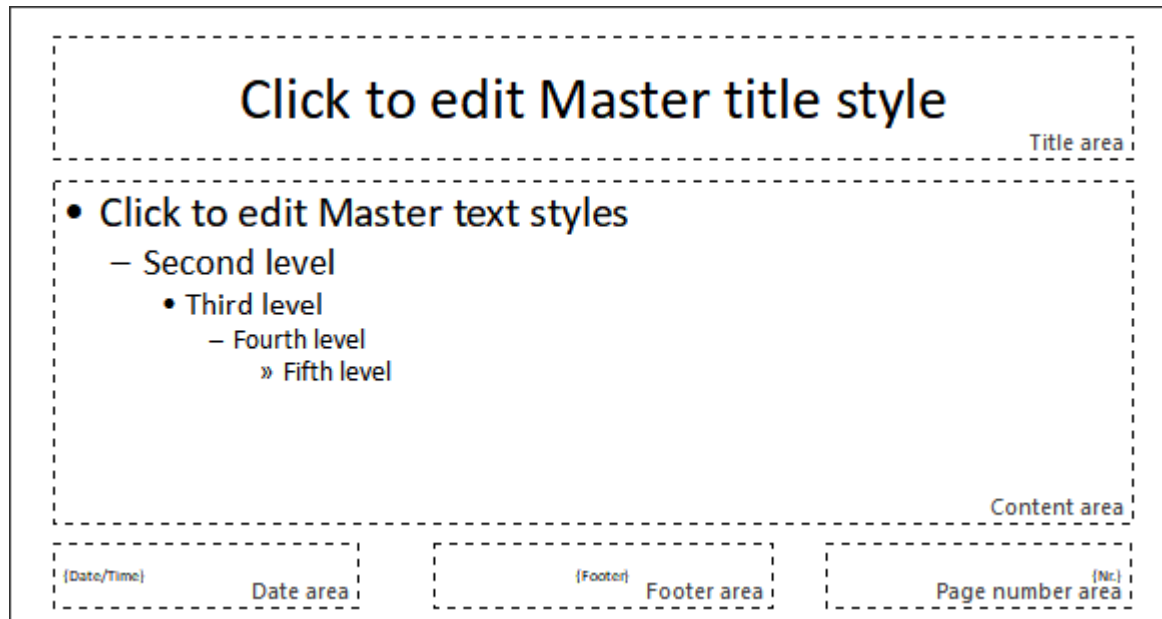 Click to edit Master title style
Title area
• Click to edit Master text styles
– Second level
• Third level
– Fourth level
» Fifth level
Content area
{Date/Time}
Date area
{Footer}
Footer area
{Nr.}
Page number area